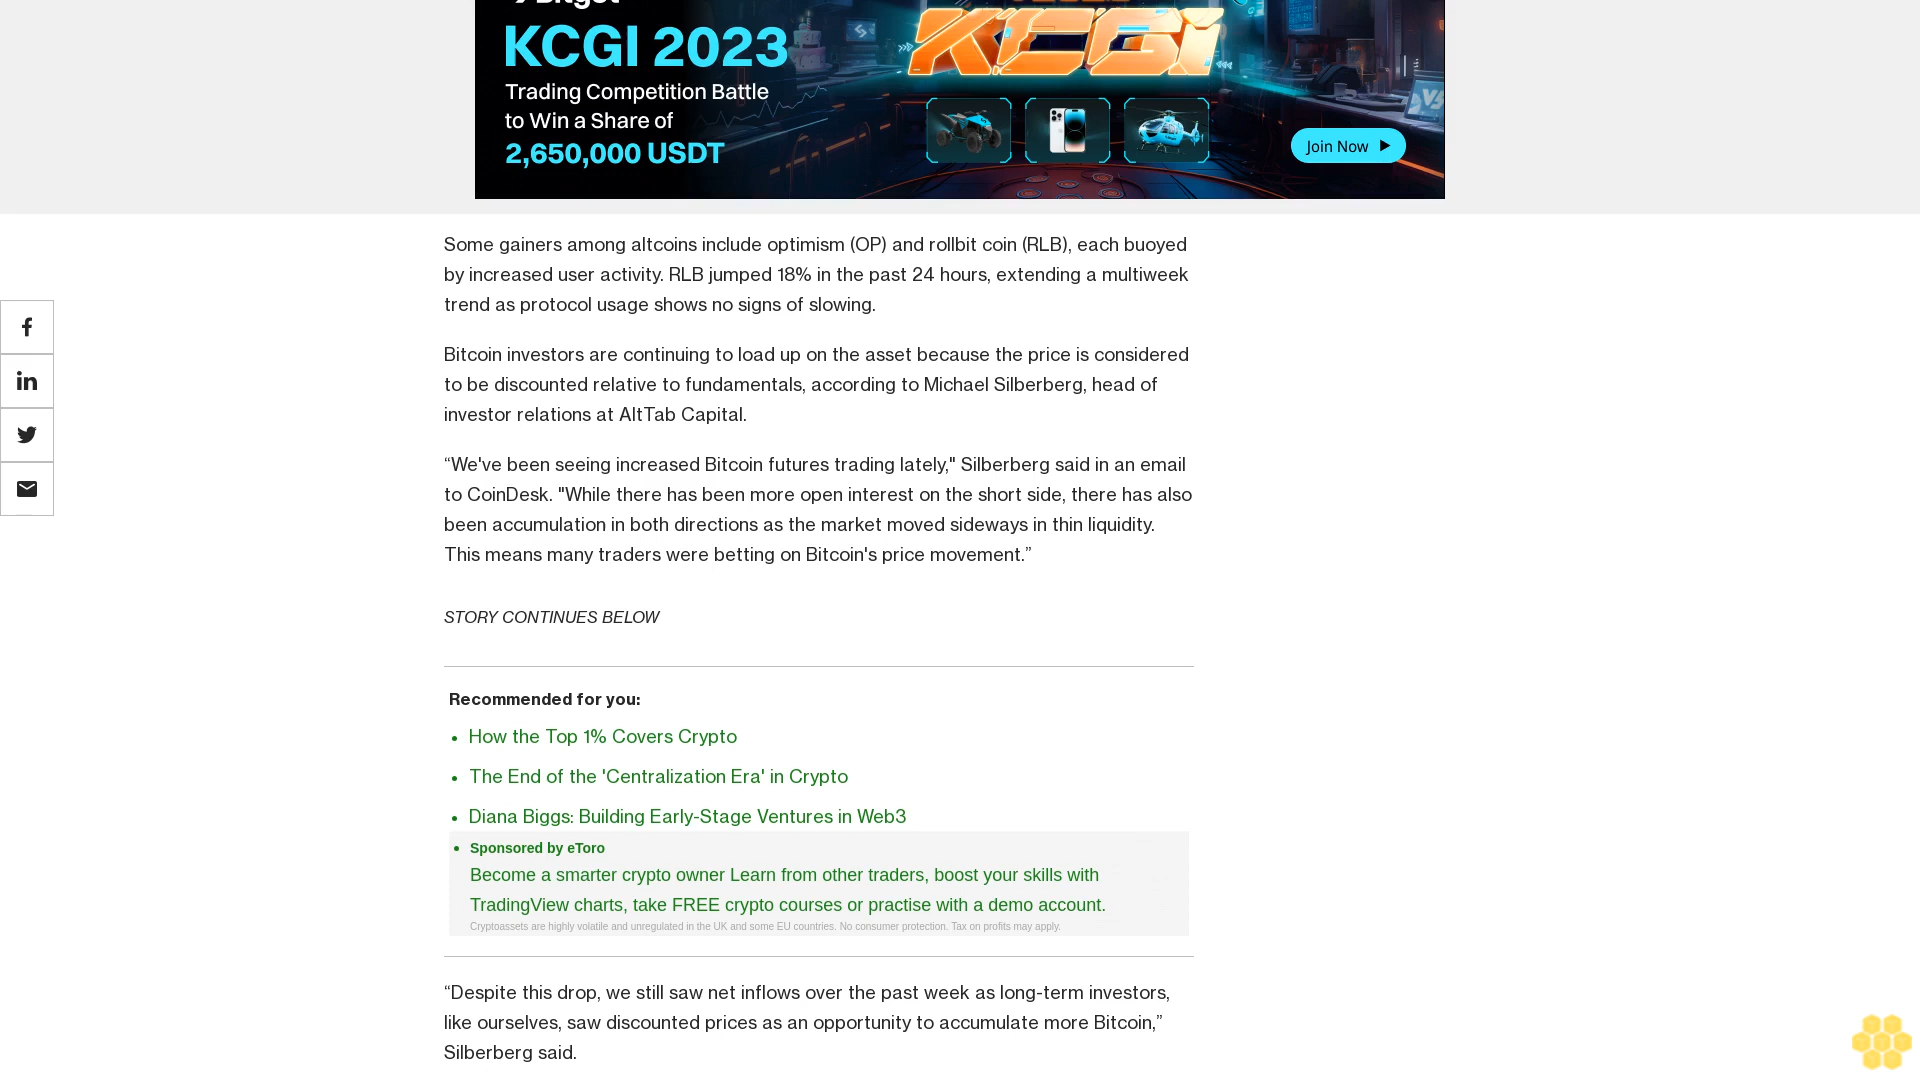 KCGI 2023
KCGI
Trading Competition Battle
to Win a Share of
2,650,000 USDT
Join Now
VS
Some gainers among altcoins include optimism (OP) and rollbit coin (RLB), each buoyed
by increased user activity. RLB jumped 18% in the past 24 hours, extending a multiweek
trend as protocol usage shows no signs of slowing.
Bitcoin investors are continuing to load up on the asset because the price is considered
to be discounted relative to fundamentals, according to Michael Silberberg, head of
investor relations at AltTab Capital.
“We've been seeing increased Bitcoin futures trading lately," Silberberg said in an email
to CoinDesk. "While there has been more open interest on the short side, there has also
been accumulation in both directions as the market moved sideways in thin liquidity.
This means many traders were betting on Bitcoin's price movement.”
STORY CONTINUES BELOW
Recommended for you:
• How the Top 1% Covers Crypto
• The End of the 'Centralization Era' in Crypto
• Diana Biggs: Building Early-Stage Ventures in Web3
• Sponsored by eToro
Become a smarter crypto owner Learn from other traders, boost your skills with
TradingView charts, take FREE crypto courses or practise with a demo account.
Cryptoassets are highly volatile and unregulated in the UK and some EU countries. No consumer protection. Tax on profits may apply.
“Despite this drop, we still saw net inflows over the past week as long-term investors,
like ourselves, saw discounted prices as an opportunity to accumulate more Bitcoin,”
Silberberg said.